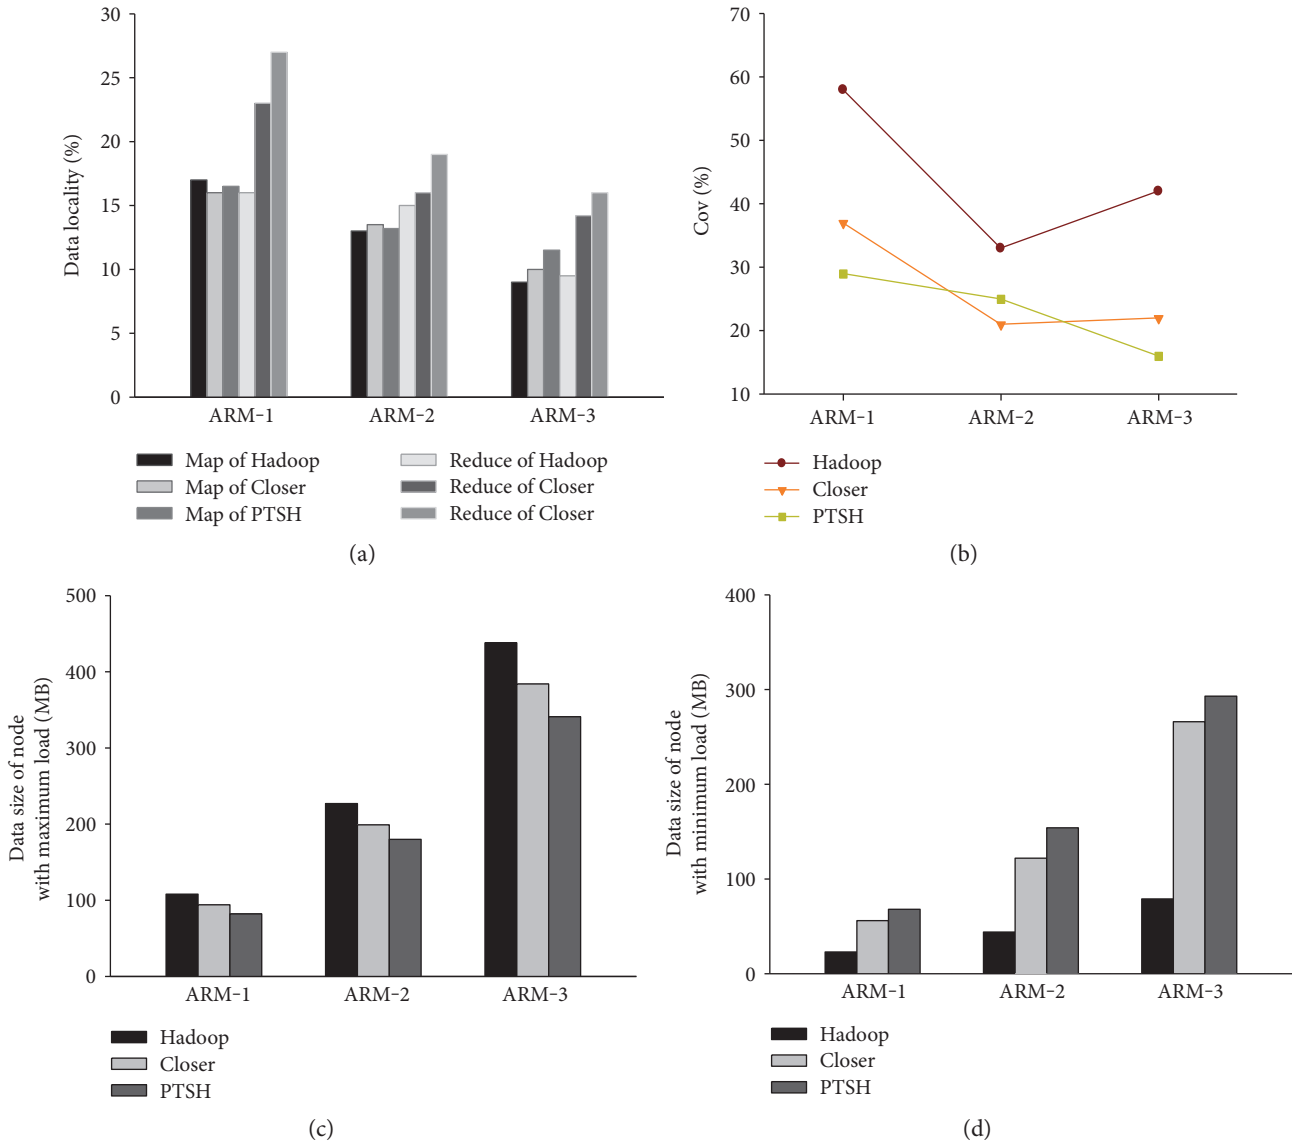 30
25
20
15
10
5
0
Data locality (%)
ARM-1
ARM-2
ARM-3
Map of Hadoop
Map of Closer
Map of PTSH
Reduce of Hadoop
Reduce of Closer
Reduce of Closer
(a)
70
60
50
40
30
20
10
Cov (%)
ARM-1
ARM-2
ARM-3
Hadoop
Closer
PTSH
(b)
500
400
300
200
100
0
Data size of node
with maximum load (MB)
ARM-1
ARM-2
ARM-3
Hadoop
Closer
PTSH
(c)
400
300
200
100
0
Data size of node
with minimum load (MB)
ARM-1
ARM-2
ARM-3
Hadoop
Closer
PTSH
(d)